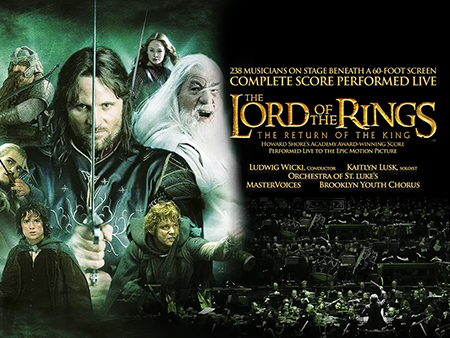 238 MUSICIANS ON STAGE BENEATH A 60-FOOT SCREEN
COMPLETE SCORE PERFORMED LIVE
THE
LORD OF THE RINGS
THE RETURN OF THE KING
HOWARD SHORE'S ACADEMY AWARD-WINNING SCORE
PERFORMED LIVE TO THE EPIC MOTION PICTURE
LUDWIG WICKI, CONDUCTOR KAITLYN LUSK, SOLOIST
ORCHESTRA OF ST. LUKE'S
MASTERVOICES BROOKLYN YOUTH CHORUS